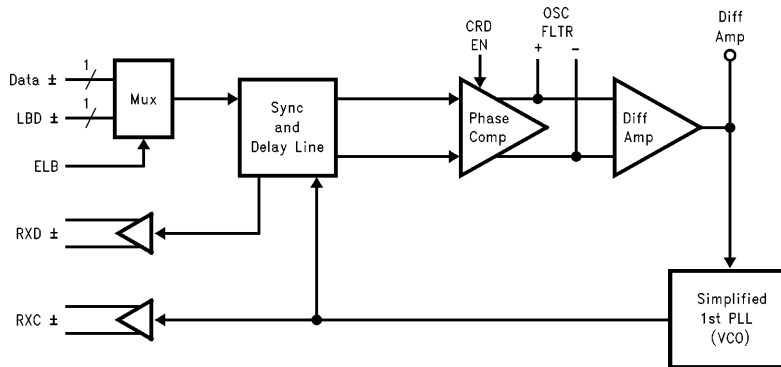 CRD
EN
OSC
FLTR
+ -
Diff
Amp
Data ±
1
LBD ±
1
ELB
Mux
Sync
and
Delay Line
Phase
Comp
Diff
Amp
RXD ±
RXC ±
Simplified
1st PLL
(VCO)